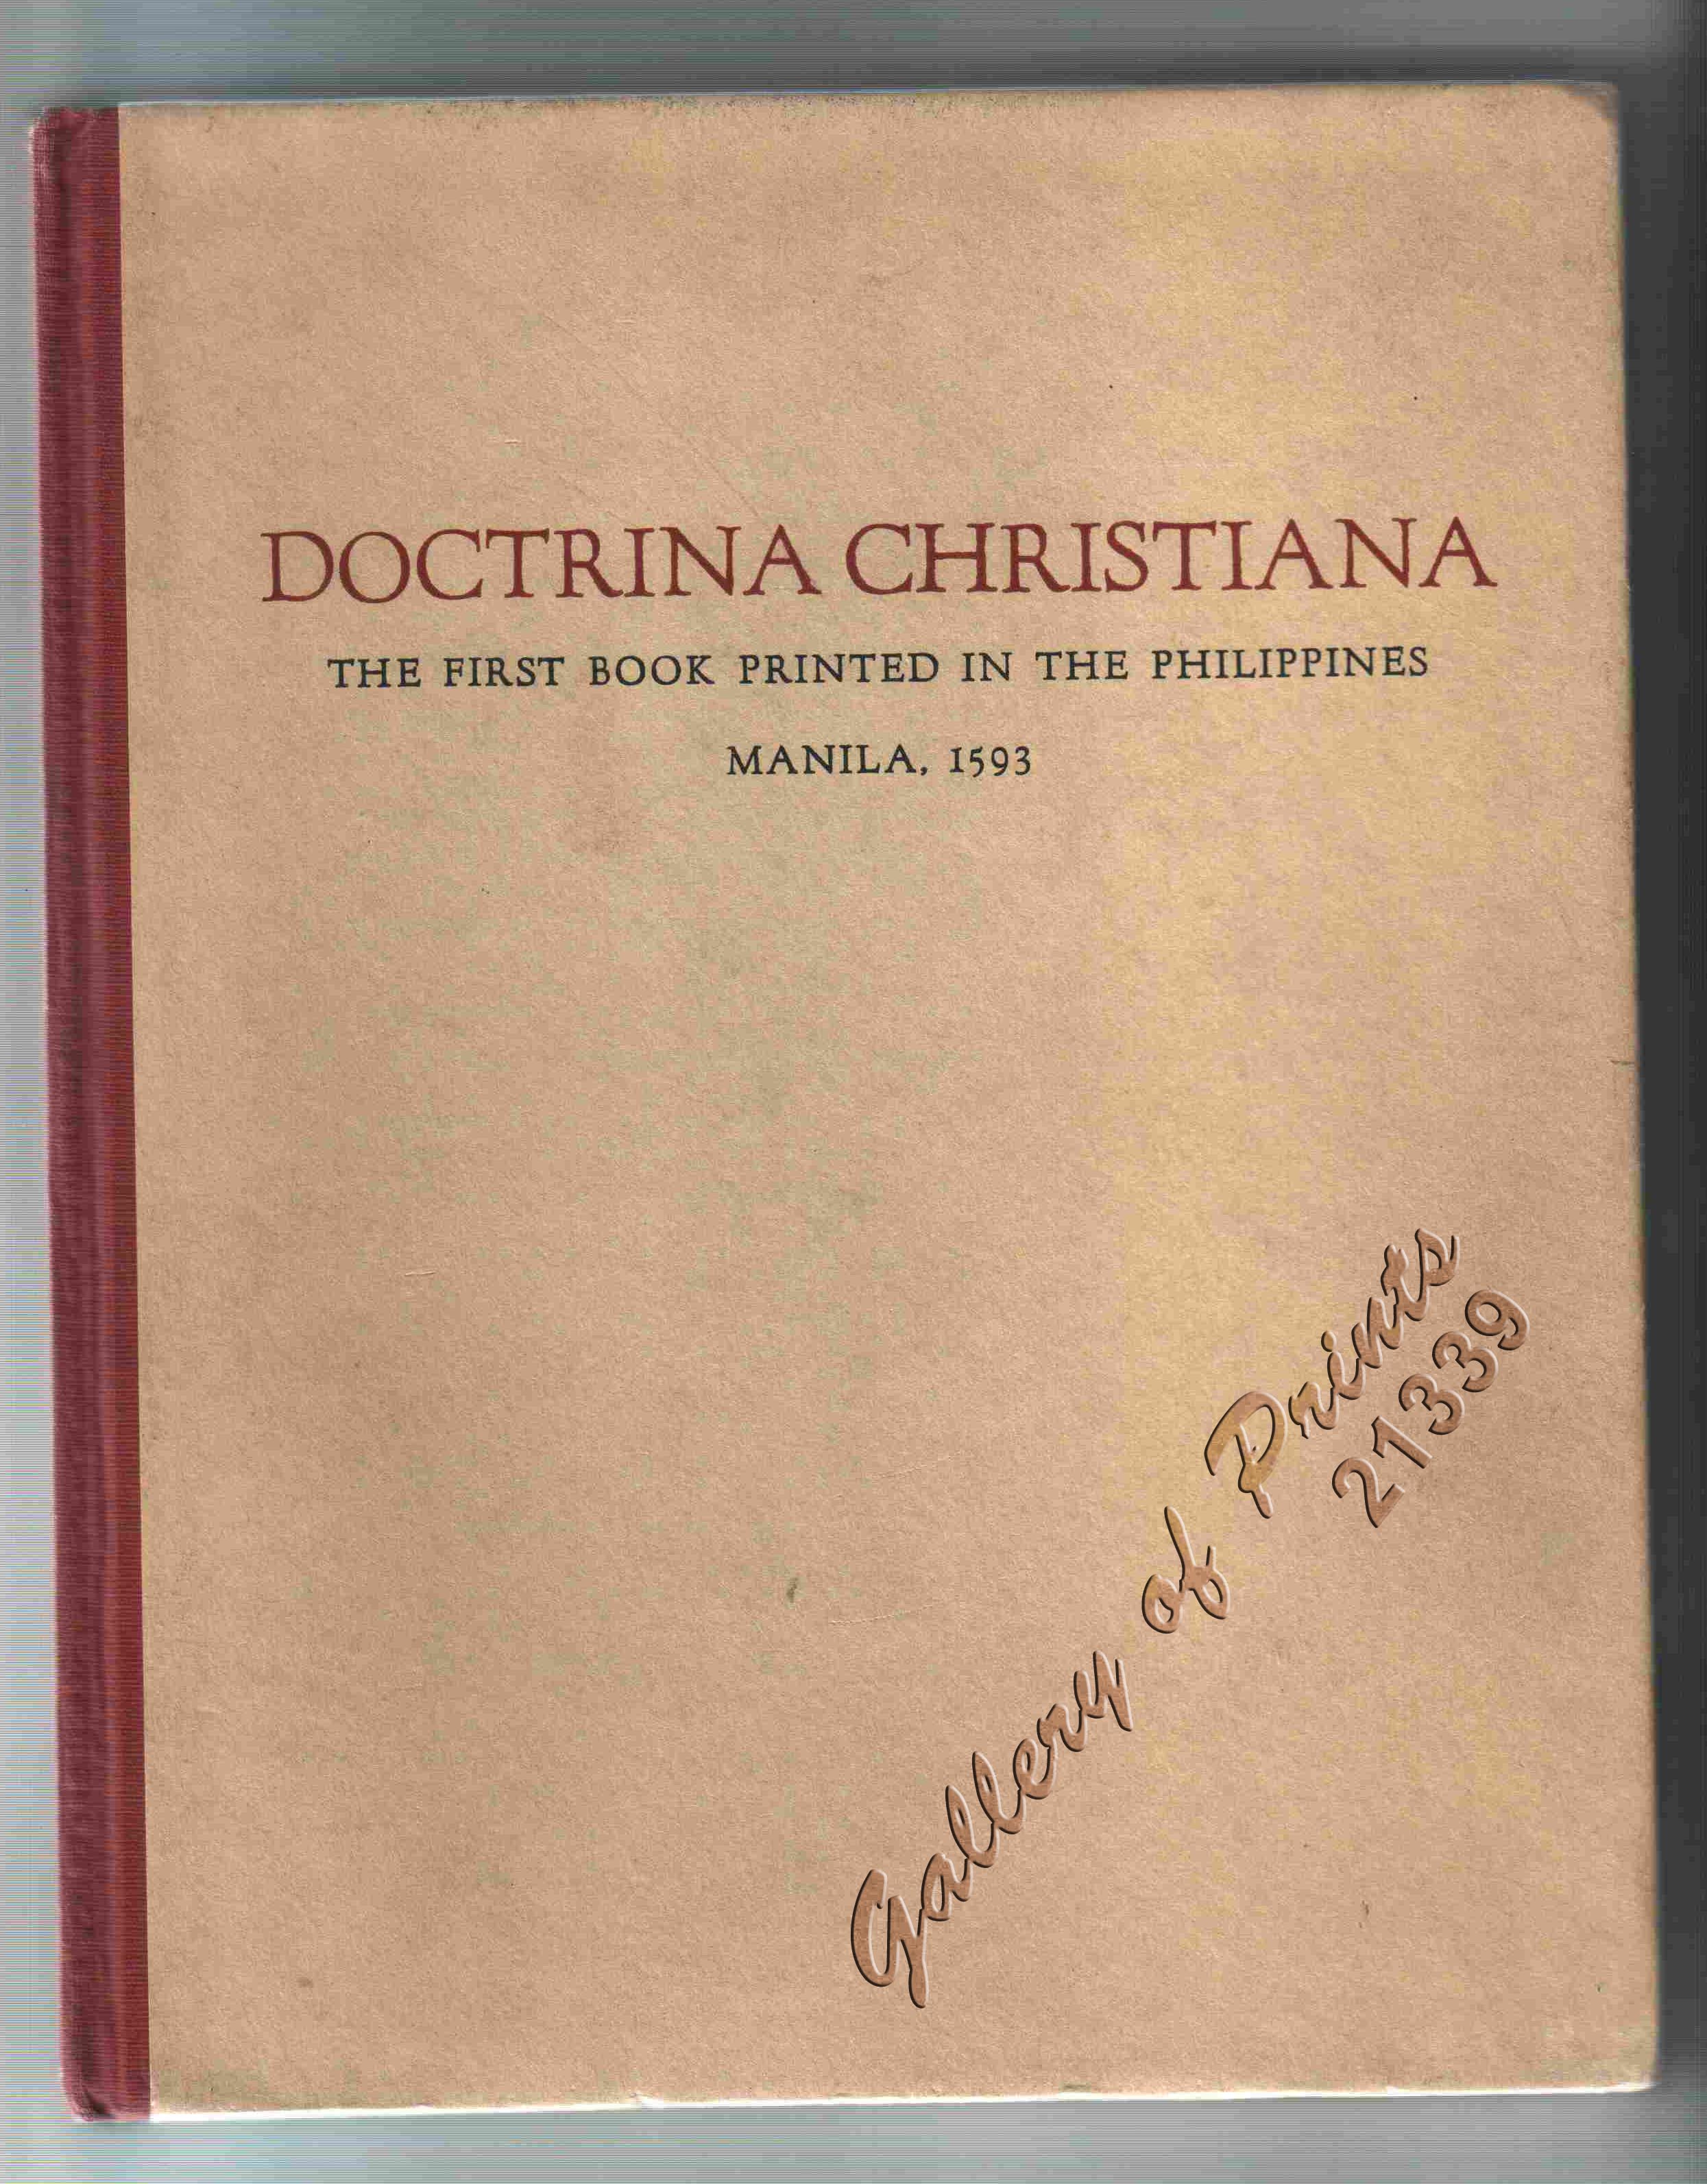 DOCTRINA CHRISTIANA
THE FIRST BOOK PRINTED IN THE PHILIPPINES
MANILA, 1593
Gallery of Prints
21339